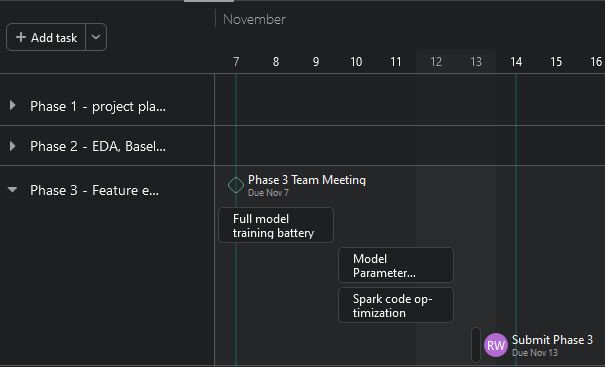 November
+ Add task
7 8 9 10 11 12 13 14 15 16
Phase 1 - project pla...
Phase 2 - EDA, Basel...
Phase 3 - Feature e...
Phase 3 Team Meeting
Due Nov 7
Full model
training battery
Model
Parameter...
Spark code op-
timization
RW
Submit Phase 3
Due Nov 13